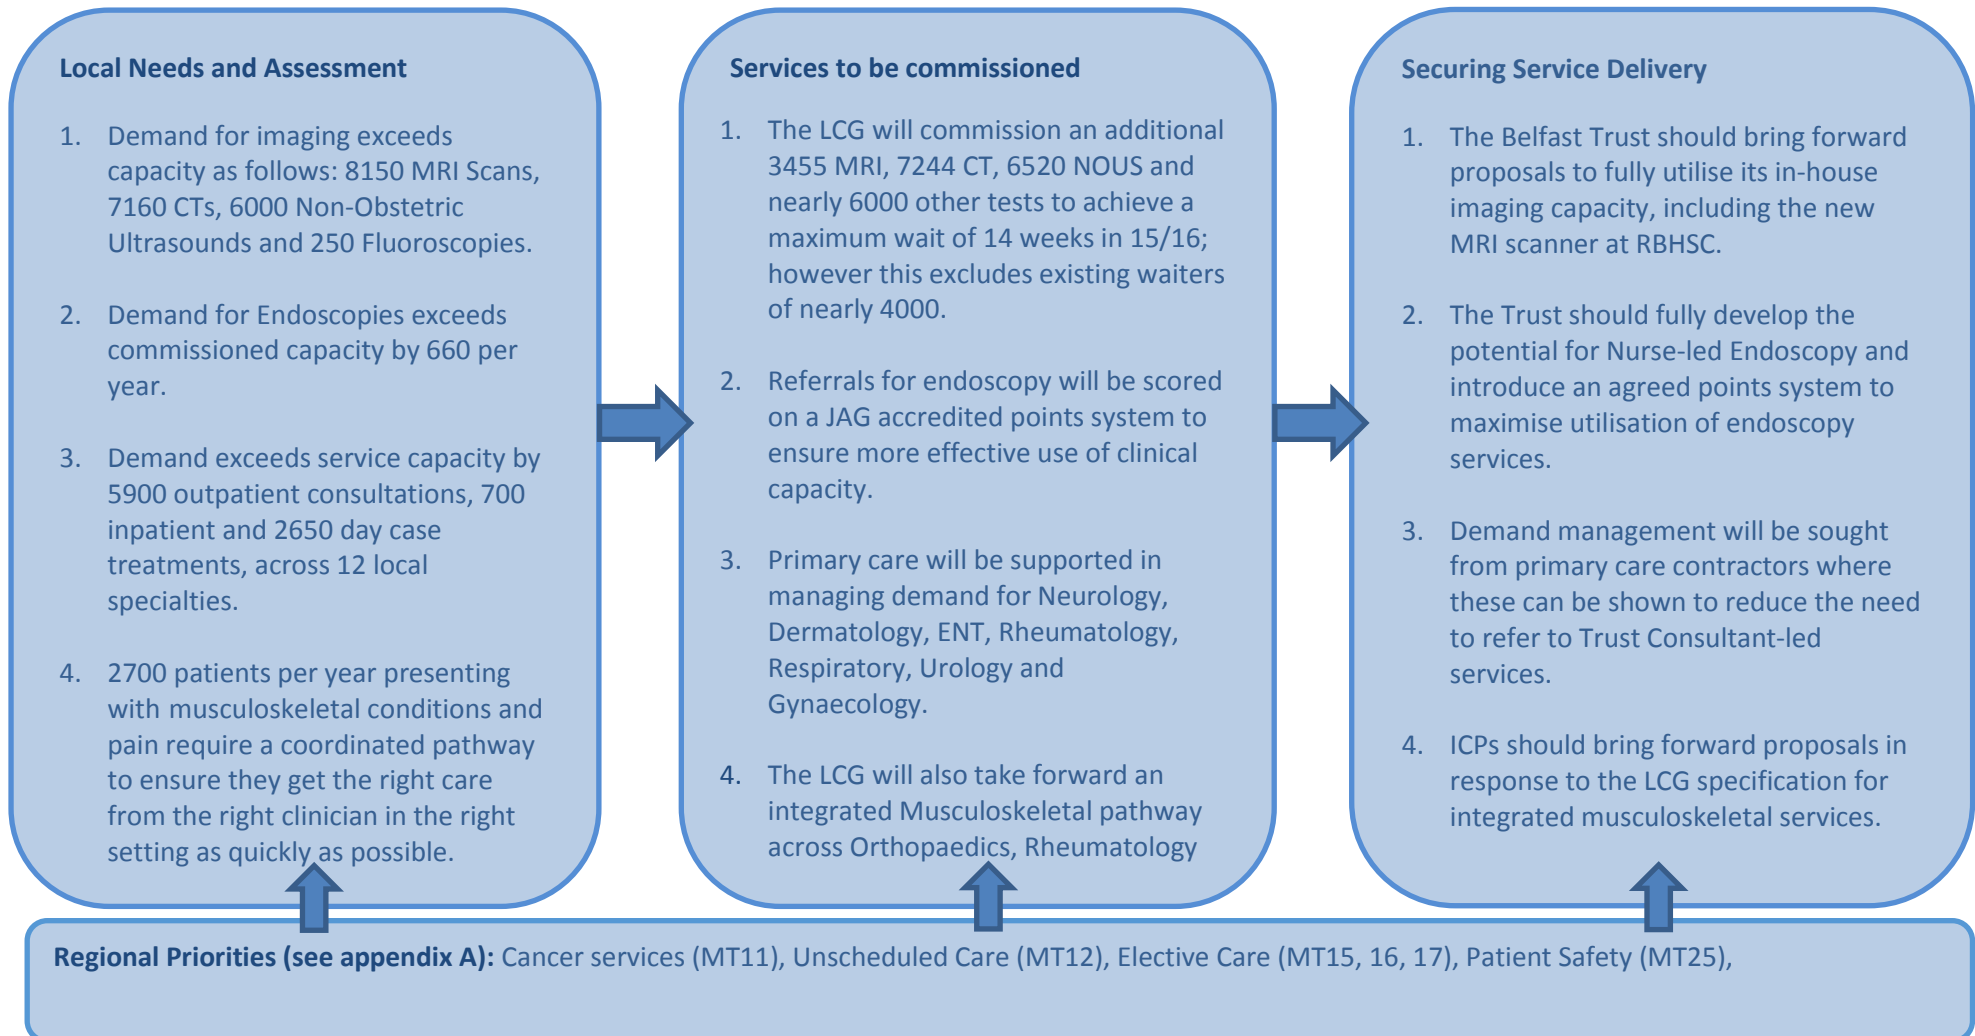 Local Needs and Assessment
1. Demand for imaging exceeds
capacity as follows: 8150 MRI Scans,
7160 CTs, 6000 Non-Obstetric
Ultrasounds and 250 Fluoroscopies.
2. Demand for Endoscopies exceeds
commissioned capacity by 660 per
year.
3. Demand exceeds service capacity by
5900 outpatient consultations, 700
inpatient and 2650 day case
treatments, across 12 local
specialties.
4. 2700 patients per year presenting
with musculoskeletal conditions and
pain require a coordinated pathway
to ensure they get the right care
from the right clinician in the right
setting as quickly as possible.
Services to be commissioned
1. The LCG will commission an additional
3455 MRI, 7244 CT, 6520 NOUS and
nearly 6000 other tests to achieve a
maximum wait of 14 weeks in 15/16;
however this excludes existing waiters
of nearly 4000.
2. Referrals for endoscopy will be scored
on a JAG accredited points system to
ensure more effective use of clinical
capacity.
3. Primary care will be supported in
managing demand for Neurology,
Dermatology, ENT, Rheumatology,
Respiratory, Urology and
Gynaecology.
4. The LCG will also take forward an
integrated Musculoskeletal pathway
across Orthopaedics, Rheumatology
Securing Service Delivery
1. The Belfast Trust should bring forward
proposals to fully utilise its in-house
imaging capacity, including the new
MRI scanner at RBHSC.
2. The Trust should fully develop the
potential for Nurse-led Endoscopy and
introduce an agreed points system to
maximise utilisation of endoscopy
services.
3. Demand management will be sought
from primary care contractors where
these can be shown to reduce the need
to refer to Trust Consultant-led
services.
4. ICPs should bring forward proposals in
response to the LCG specification for
integrated musculoskeletal services.
Regional Priorities (see appendix A): Cancer services (MT11), Unscheduled Care (MT12), Elective Care (MT15, 16, 17), Patient Safety (MT25),